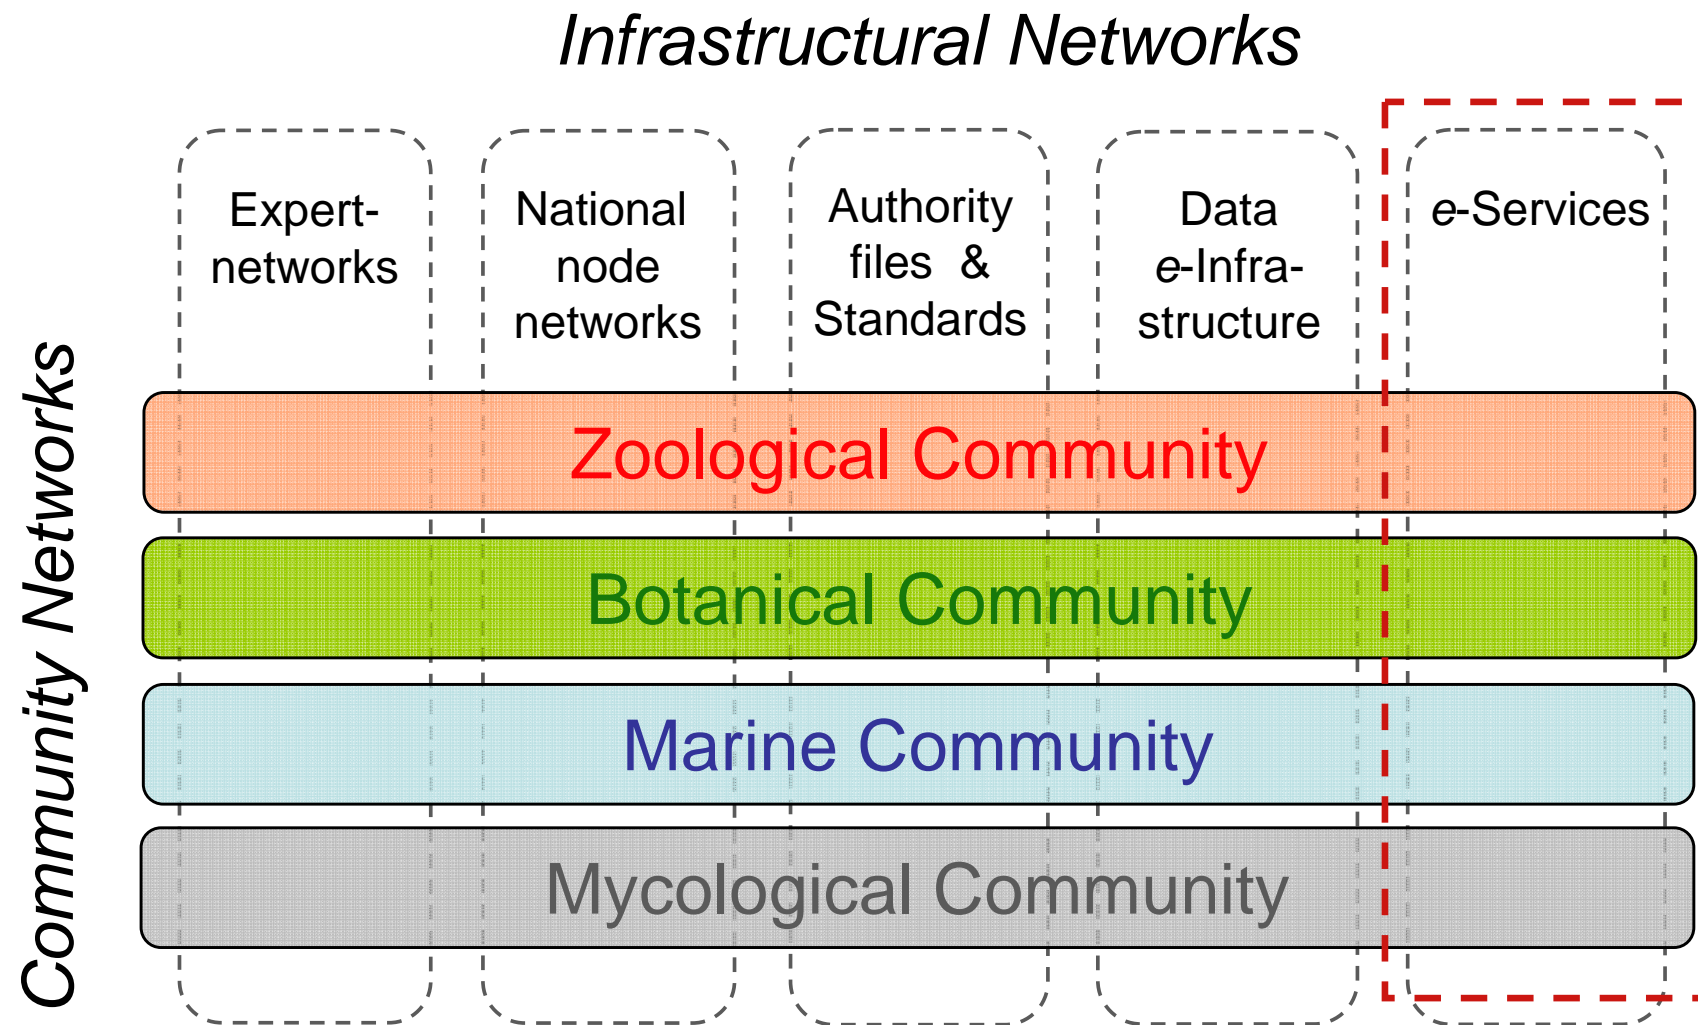 Infrastructural Networks
Expert-
networks
National
node
networks
Authority
files &
Standards
Data
e-Infra-
structure
e-Services
Community Networks
Zoological Community
Botanical Community
Marine Community
Mycological Community